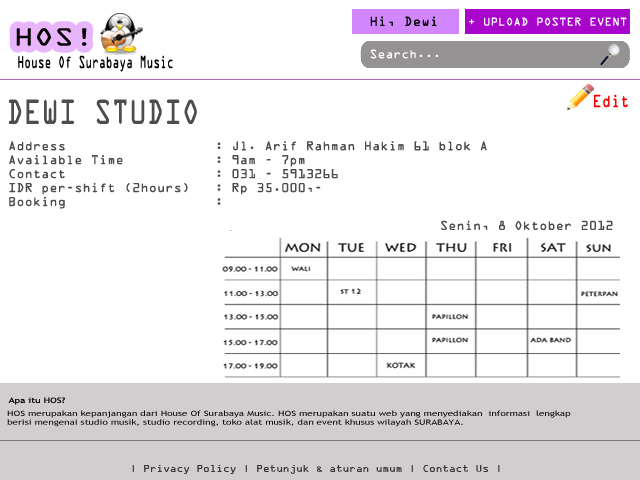 HOS!
House Of Surabaya Music
Hi, Dewi
+ UPLOAD POSTER EVENT
Search...
DEWI STUDIO
Edit
Address : Jl. Arif Rahman Hakim 61 blok A
Available Time : 9am - 7pm
Contact : 031 - 5913266
IDR per-shift (2hours) : Rp 35.000,-
Booking :
Senin, 8 Oktober 2012
MON TUE WED THU FRI SAT SUN
09.00 - 11.00 WALI
11.00 - 13.00 ST 12 PETERPAN
13.00 - 15.00 PAPILLON
15.00 - 17.00 PAPILLON ADA BAND
17.00 - 19.00 KOTAK
Apa itu HOS?
HOS merupakan kepanjangan dari House Of Surabaya Music. HOS merupakan suatu web yang menyediakan informasi lengkap
berisi mengenai studio musik, studio recording, toko alat musik, dan event khusus wilayah SURABAYA.
| Privacy Policy | Petunjuk & aturan umum | Contact Us |